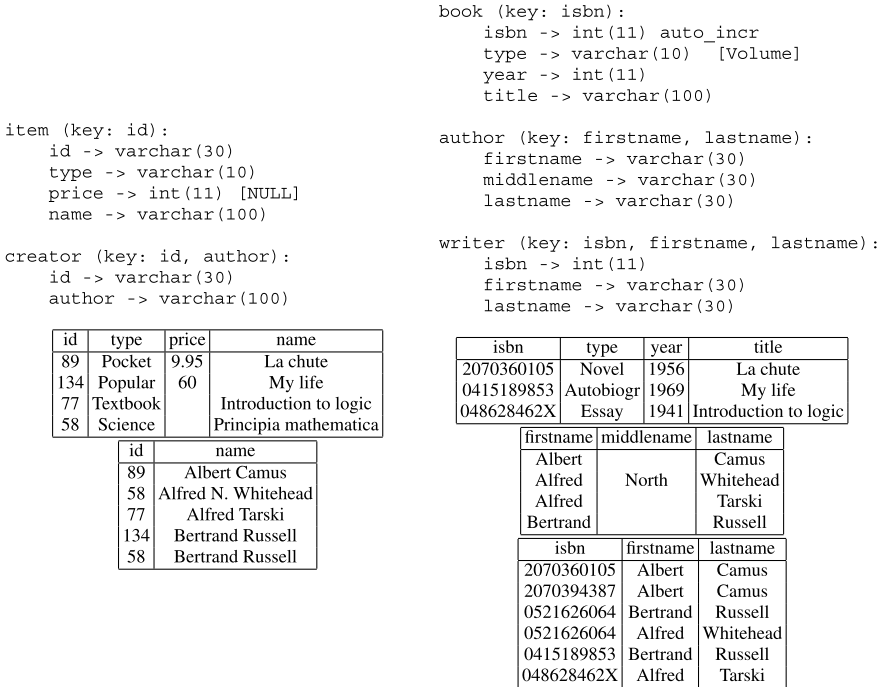 item (key: id):
id -> varchar(30)
type -> varchar(10)
price -> int(11) [NULL]
name -> varchar(100)
creator (key: id, author):
id -> varchar(30)
author -> varchar(100)
id type price name
89 Pocket 9.95 La chute
134 Popular 60 My life
77 Textbook Introduction to logic
58 Science Principia mathematica
id name
89 Albert Camus
58 Alfred N. Whitehead
77 Alfred Tarski
134 Bertrand Russell
58 Bertrand Russell
book (key: isbn):
isbn -> int(11) auto_incr
type -> varchar(10) [Volume]
year -> int(11)
title -> varchar(100)
author (key: firstname, lastname):
firstname -> varchar(30)
middlename -> varchar(30)
lastname -> varchar(30)
writer (key: isbn, firstname, lastname):
isbn -> int(11)
firstname -> varchar(30)
lastname -> varchar(30)
isbn type year title
2070360105 Novel 1956 La chute
0415189853 Autobiogr 1969 My life
048628462X Essay 1941 Introduction to logic
firstname middlename lastname
Albert Camus
Alfred North Whitehead
Alfred Tarski
Bertrand Russell
isbn firstname lastname
2070360105 Albert Camus
2070394387 Albert Camus
0521626064 Bertrand Russell
0521626064 Alfred Whitehead
0415189853 Bertrand Russell
048628462X Alfred Tarski